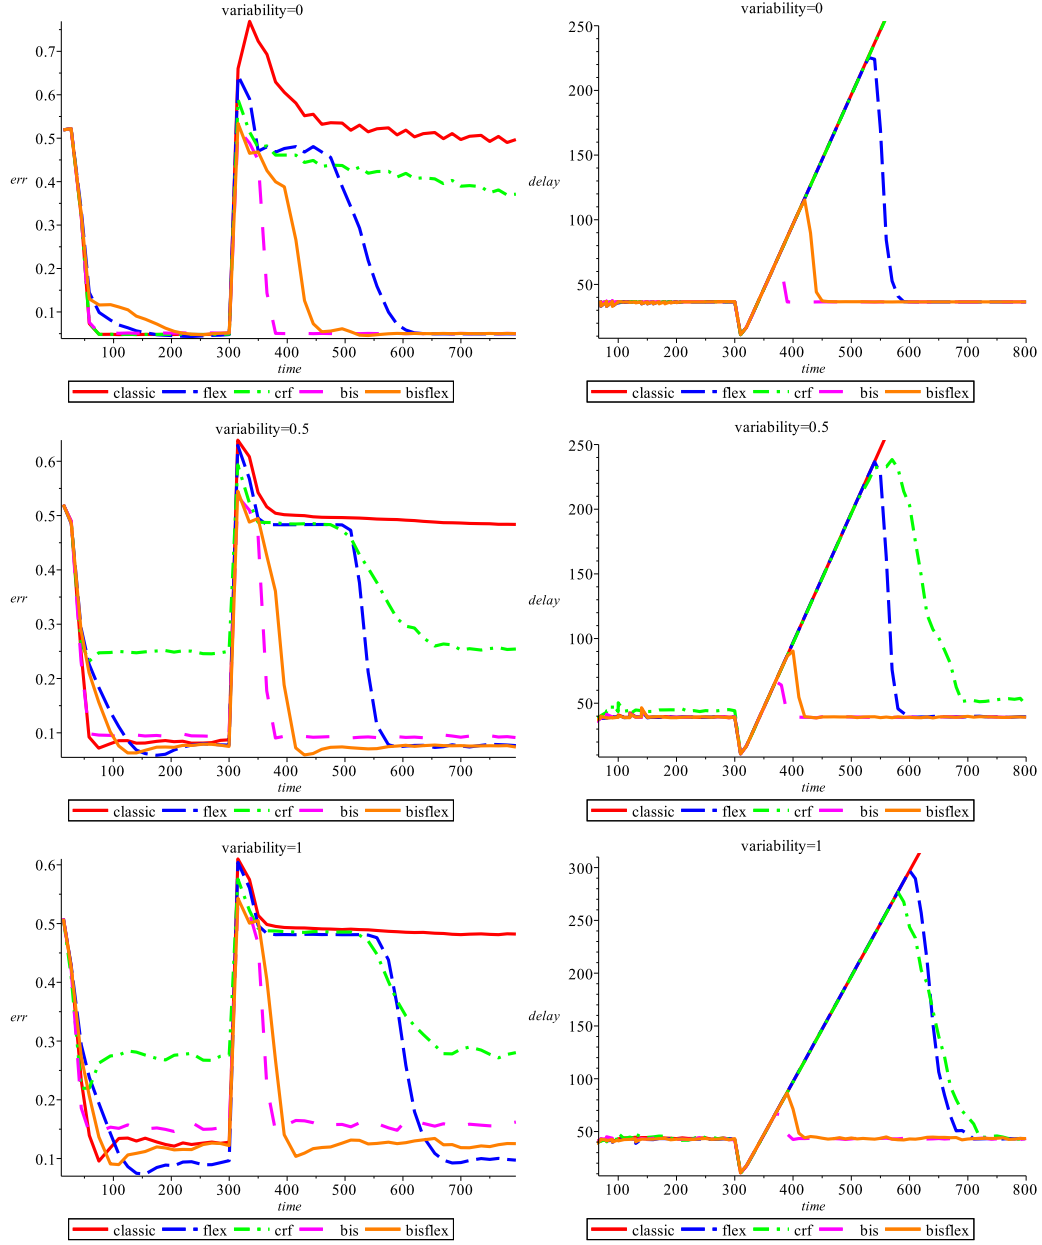 variability=0
0.7
0.6
0.5
0.4
err
0.3
0.2
0.1
100 200 300 400 500 600 700
time
classic flex crf bis bisflex
variability=0
250
200
150
delay
100
50
100 200 300 400 500 600 700 800
time
classic flex crf bis bisflex
variability=0.5
0.6
0.5
0.4
err
0.3
0.2
0.1
100 200 300 400 500 600 700
time
classic flex crf bis bisflex
variability=0.5
250
200
150
delay
100
50
100 200 300 400 500 600 700 800
time
classic flex crf bis bisflex
variability=1
0.6
0.5
0.4
err
0.3
0.2
0.1
100 200 300 400 500 600 700
time
classic flex crf bis bisflex
variability=1
300
250
200
delay
150
100
50
100 200 300 400 500 600 700 800
time
classic flex crf bis bisflex